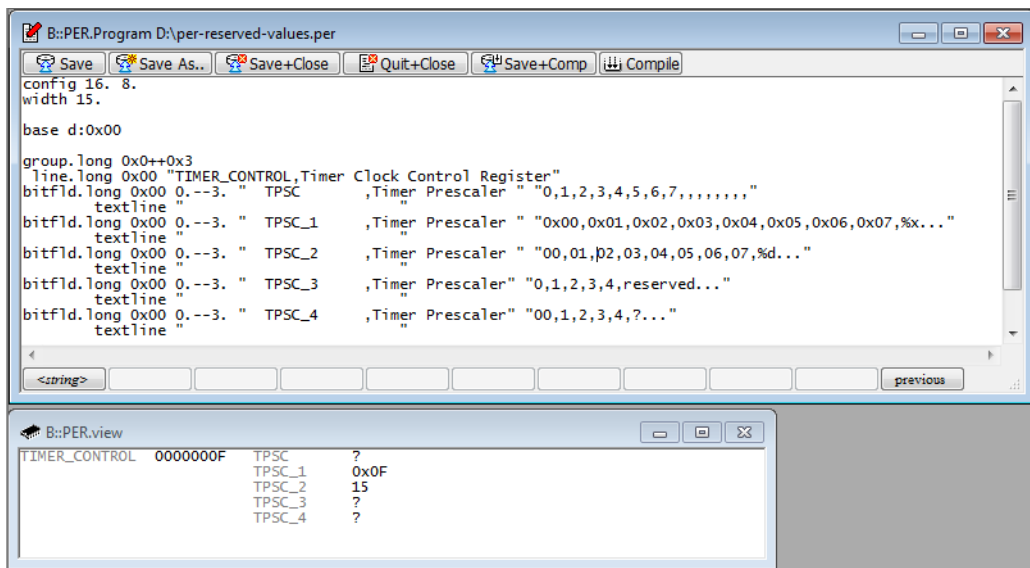 B::PER.Program D:\per-reserved-values.per
Save Save As.. Save+Close Quit+Close Save+Comp Compile
config 16. 8.
width 15.
base d:0x00
group.long 0x0++0x3
line.long 0x00 "TIMER_CONTROL,Timer Clock Control Register"
bitfld.long 0x00 0.--3. " TPSC ,Timer Prescaler " "0,1,2,3,4,5,6,7,,,,,,,,"
textline " "
bitfld.long 0x00 0.--3. " TPSC_1 ,Timer Prescaler " "0x00,0x01,0x02,0x03,0x04,0x05,0x06,0x07,%x..."
textline " "
bitfld.long 0x00 0.--3. " TPSC_2 ,Timer Prescaler " "00,01,02,03,04,05,06,07,%d..."
textline " "
bitfld.long 0x00 0.--3. " TPSC_3 ,Timer Prescaler" "0,1,2,3,4,reserved..."
textline " "
bitfld.long 0x00 0.--3. " TPSC_4 ,Timer Prescaler" "00,1,2,3,4,?..."
textline " "
<string> previous
B::PER.view
TIMER_CONTROL 0000000F TPSC ?
TPSC_1 0x0F
TPSC_2 15
TPSC_3 ?
TPSC_4 ?